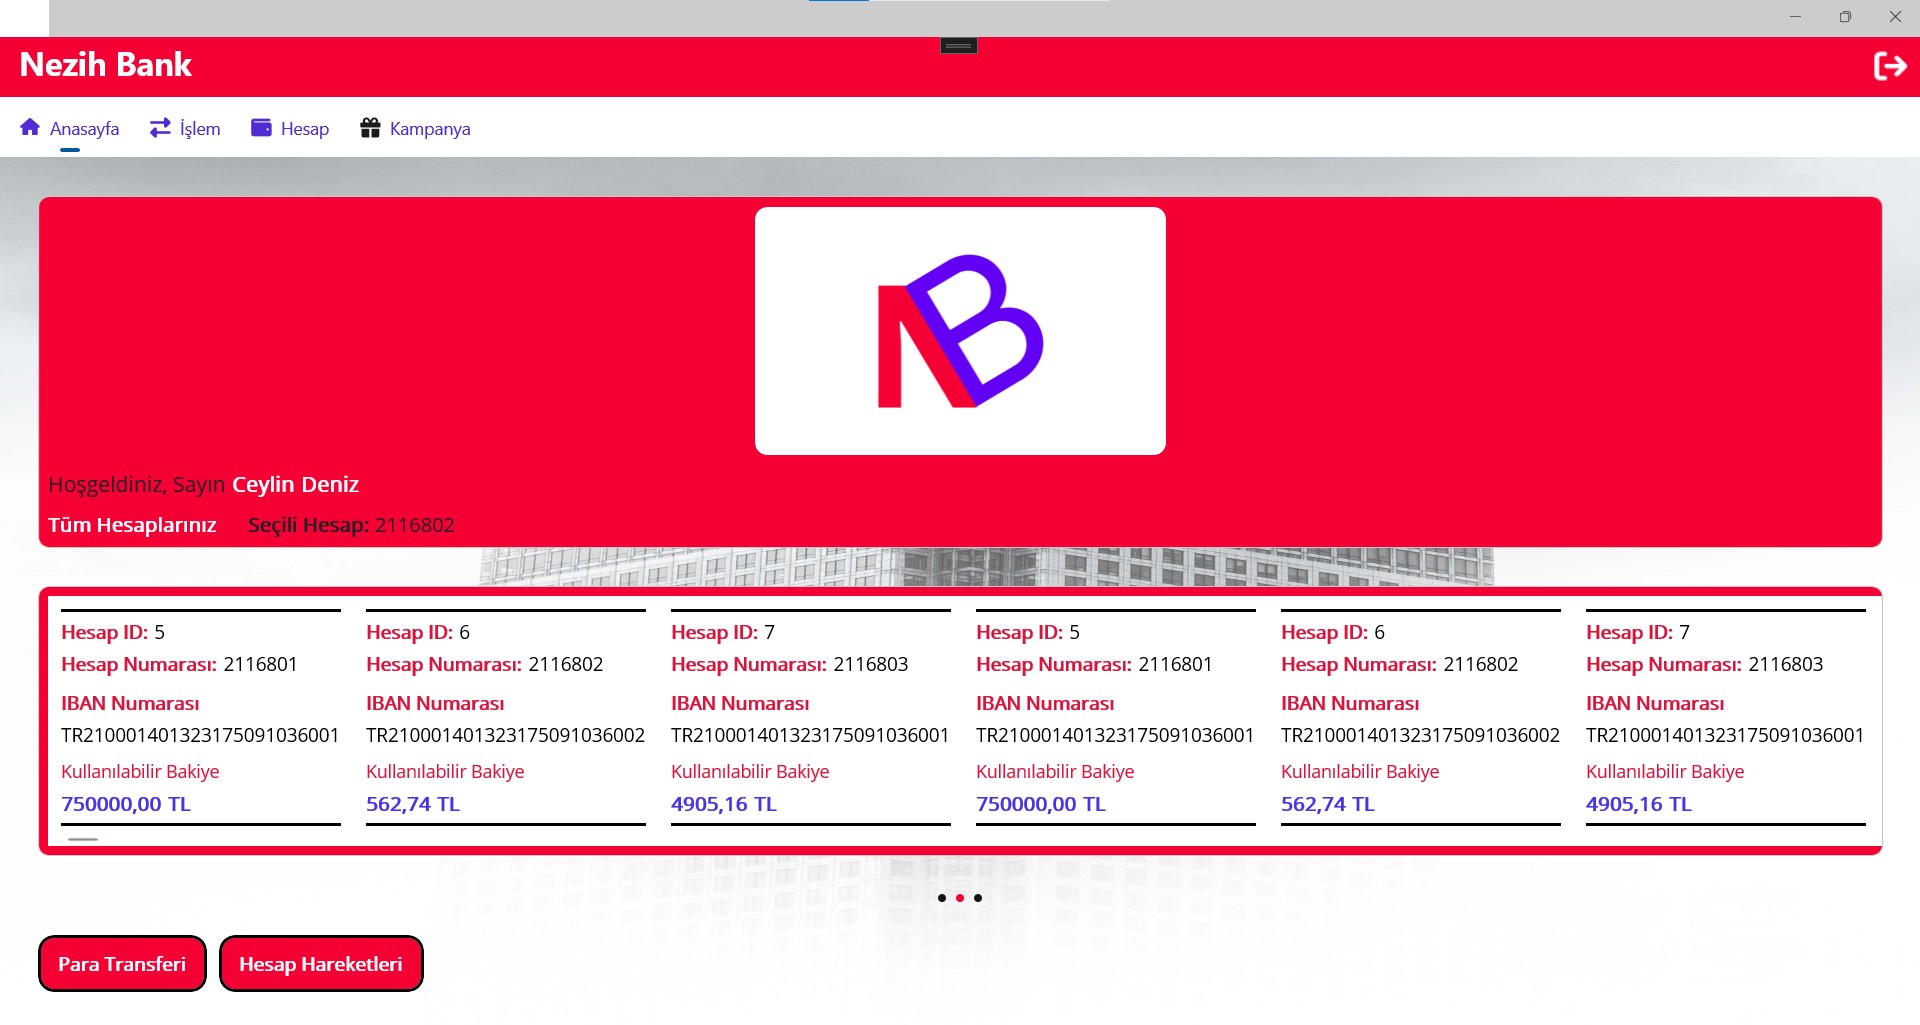 Nezih Bank
Anasayfa İşlem Hesap Kampanya
NB
Hoşgeldiniz, Sayın Ceylin Deniz
Tüm Hesaplarınız Seçili Hesap: 2116802
Hesap ID: 5
Hesap Numarası: 2116801
IBAN Numarası
TR210001401323175091036001
Kullanılabilir Bakiye
750000,00 TL
Hesap ID: 6
Hesap Numarası: 2116802
IBAN Numarası
TR210001401323175091036002
Kullanılabilir Bakiye
562,74 TL
Hesap ID: 7
Hesap Numarası: 2116803
IBAN Numarası
TR210001401323175091036001
Kullanılabilir Bakiye
4905,16 TL
Hesap ID: 5
Hesap Numarası: 2116801
IBAN Numarası
TR210001401323175091036001
Kullanılabilir Bakiye
750000,00 TL
Hesap ID: 6
Hesap Numarası: 2116802
IBAN Numarası
TR210001401323175091036002
Kullanılabilir Bakiye
562,74 TL
Hesap ID: 7
Hesap Numarası: 2116803
IBAN Numarası
TR210001401323175091036001
Kullanılabilir Bakiye
4905,16 TL
Para Transferi Hesap Hareketleri